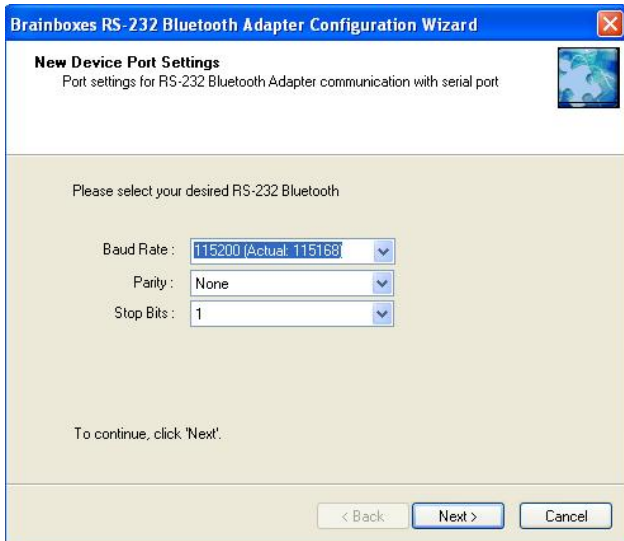 Brainboxes RS-232 Bluetooth Adapter Configuration Wizard
New Device Port Settings
Port settings for RS-232 Bluetooth Adapter communication with serial port
Please select your desired RS-232 Bluetooth
Baud Rate : 115200 (Actual: 115168)
Parity : None
Stop Bits : 1
To continue, click 'Next'.
< Back Next > Cancel